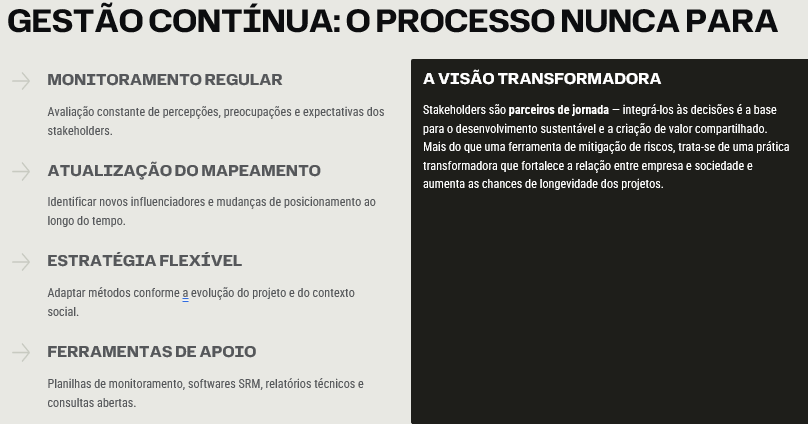 GESTÃO CONTÍNUA: O PROCESSO NUNCA PARA
MONITORAMENTO REGULAR
Avaliação constante de percepções, preocupações e expectativas dos
stakeholders.
ATUALIZAÇÃO DO MAPEAMENTO
Identificar novos influenciadores e mudanças de posicionamento ao
longo do tempo.
ESTRATÉGIA FLEXÍVEL
Adaptar métodos conforme a evolução do projeto e do contexto
social.
FERRAMENTAS DE APOIO
Planilhas de monitoramento, softwares SRM, relatórios técnicos e
consultas abertas.
A VISÃO TRANSFORMADORA
Stakeholders são parceiros de jornada — integrá-los às decisões é a base
para o desenvolvimento sustentável e a criação de valor compartilhado.
Mais do que uma ferramenta de mitigação de riscos, trata-se de uma prática
transformadora que fortalece a relação entre empresa e sociedade e
aumenta as chances de longevidade dos projetos.